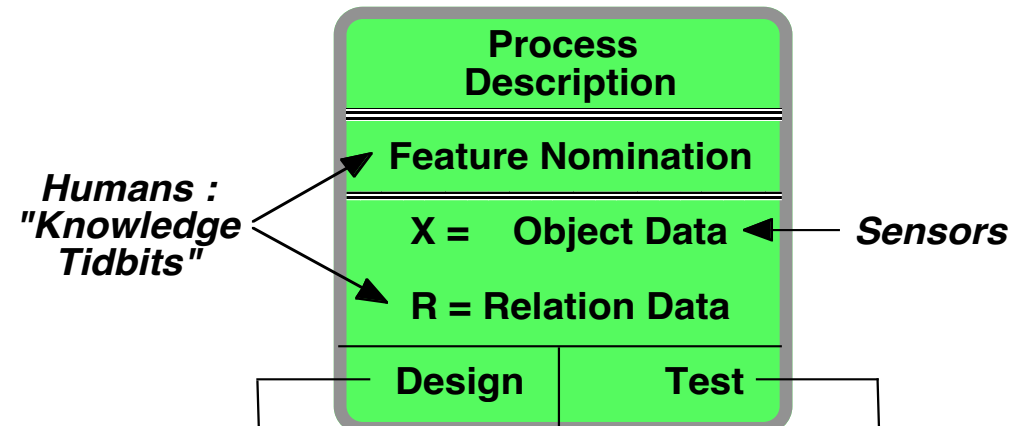 Process
Description
Feature Nomination
Humans :
"Knowledge
Tidbits"
X = Object Data
Sensors
R = Relation Data
Design
Test